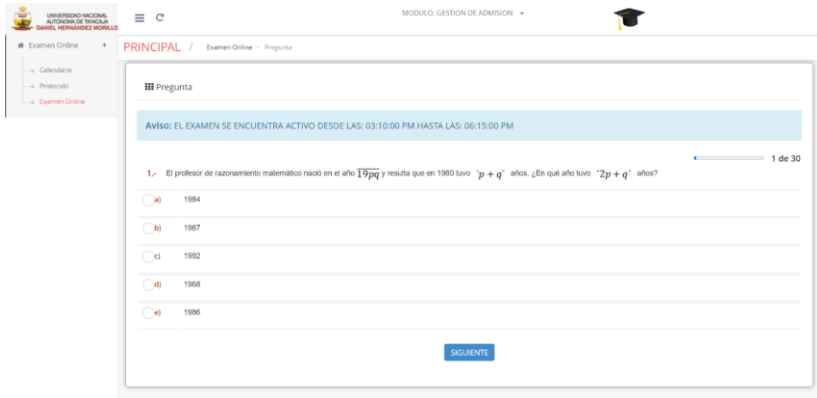 UNIVERSIDAD NACIONAL
AUTÓNOMA DE TAYACAJA
DANIEL HERNÁNDEZ MORILLO
MODULO: GESTION DE ADMISION
Examen Online +
Calendario
Protocolo
Examen Online
PRINCIPAL / Examen Online > Pregunta
Pregunta
Aviso: EL EXAMEN SE ENCUENTRA ACTIVO DESDE LAS: 03:10:00 PM HASTA LAS: 06:15:00 PM
1 de 30
1.- El profesor de razonamiento matemático nació en el año 19pq y resulta que en 1980 tuvo "p + q" años. ¿En qué año tuvo "2p + q" años?
a) 1984
b) 1967
c) 1992
d) 1968
e) 1986
SIGUIENTE